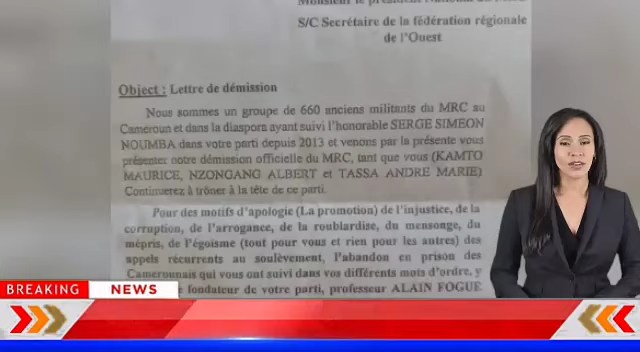 S/C Secrétaire de la fédération régionale
de l'Ouest
Object : Lettre de démission
Nous sommes un groupe de 660 anciens militants du MRC au
Cameroun et dans la diaspora ayant suivi l'honorable SERGE SIMEON
NOUMBA dans votre parti depuis 2013 et venons par la présente vous
présenter notre démission officielle du MRC, tant que vous (KAMTO
MAURICE, NZONGANG ALBERT et TASSA ANDRE MARIE)
Continuerez à trôner à la tête de ce parti.
Pour des motifs d'apologie (La promotion) de l'injustice, de la
corruption, de l'arrogance, de la roublardise, du mensonge, du
mépris, de l'égoïsme (tout pour vous et rien pour les autres) des
appels récurrents au soulèvement, l'abandon en prison des
Camerounais qui vous ont suivi dans vos différents mots d'ordre, y
fondateur de votre parti, professeur ALAIN FOGUE
BREAKING NEWS